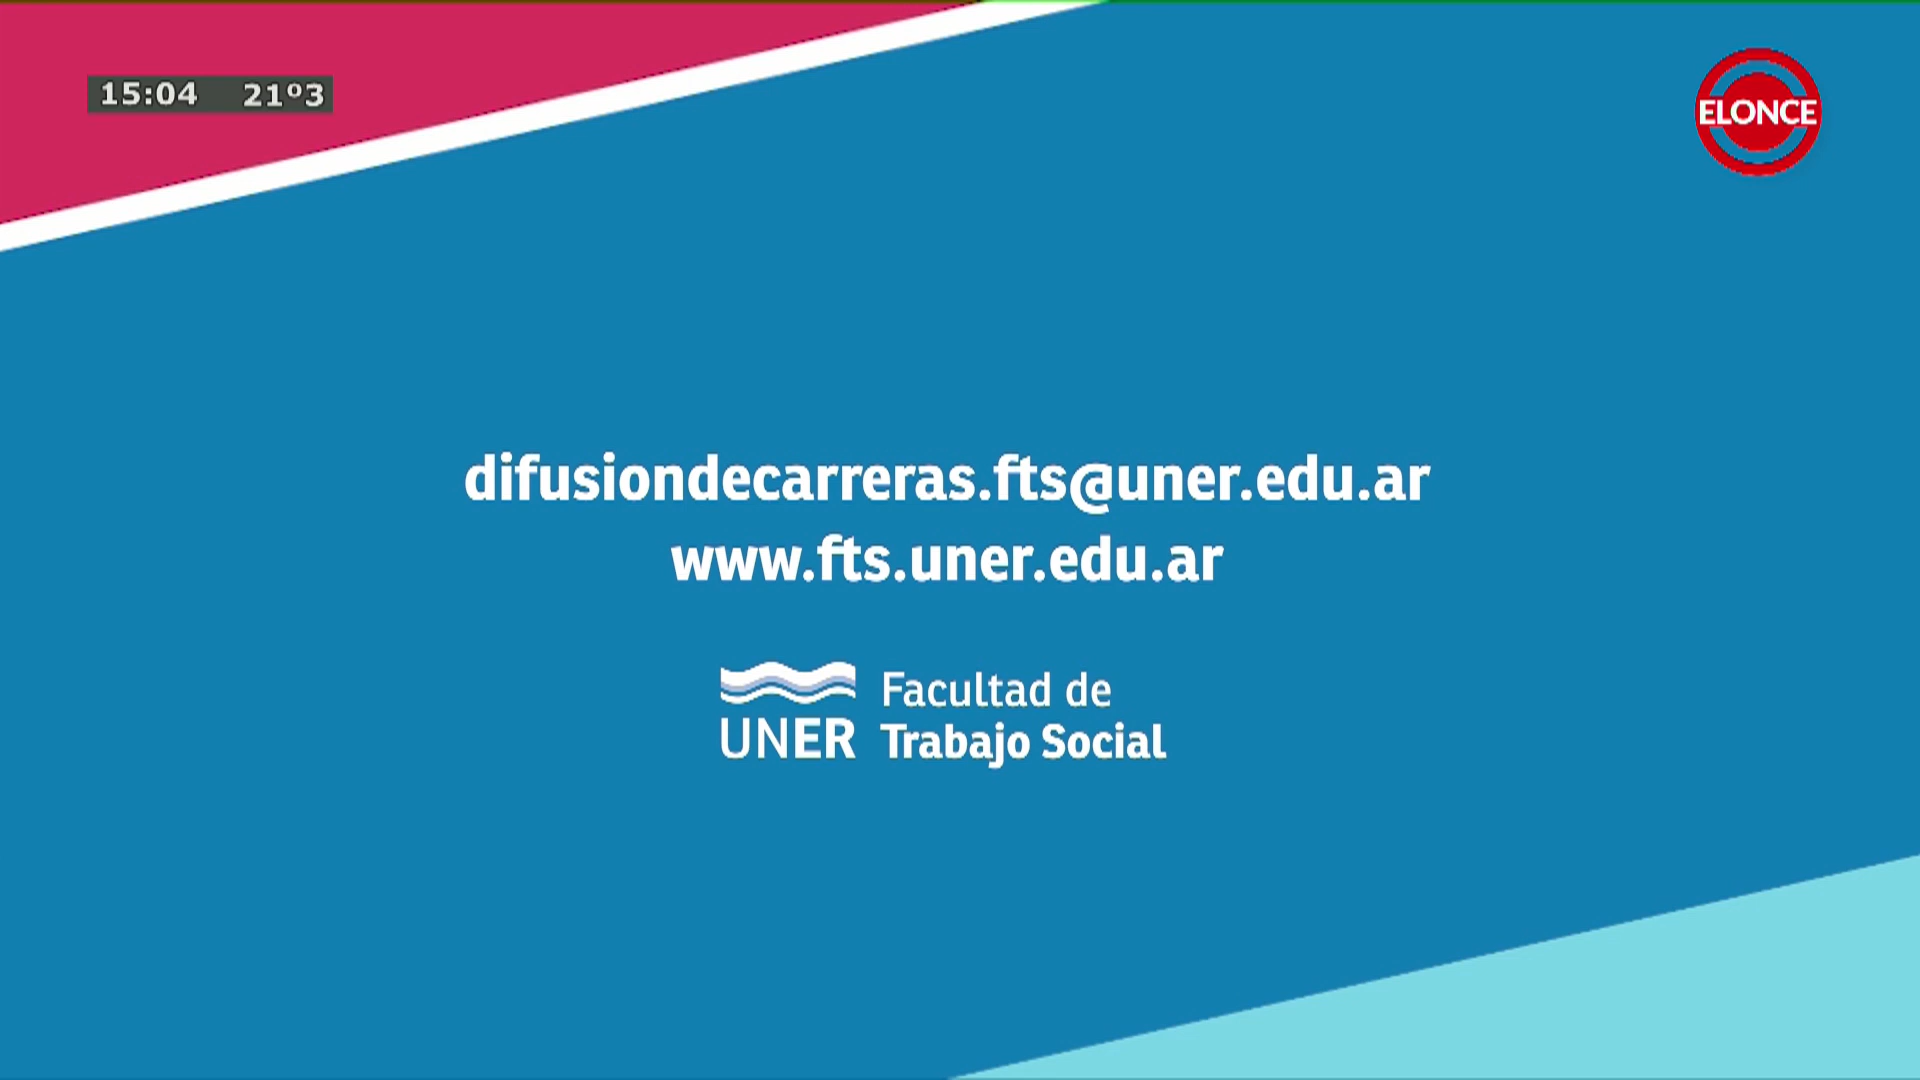 15:04 21º3
ELONCE
difusiondecarreras.fts@uner.edu.ar
www.fts.uner.edu.ar
UNER
Facultad de
Trabajo Social